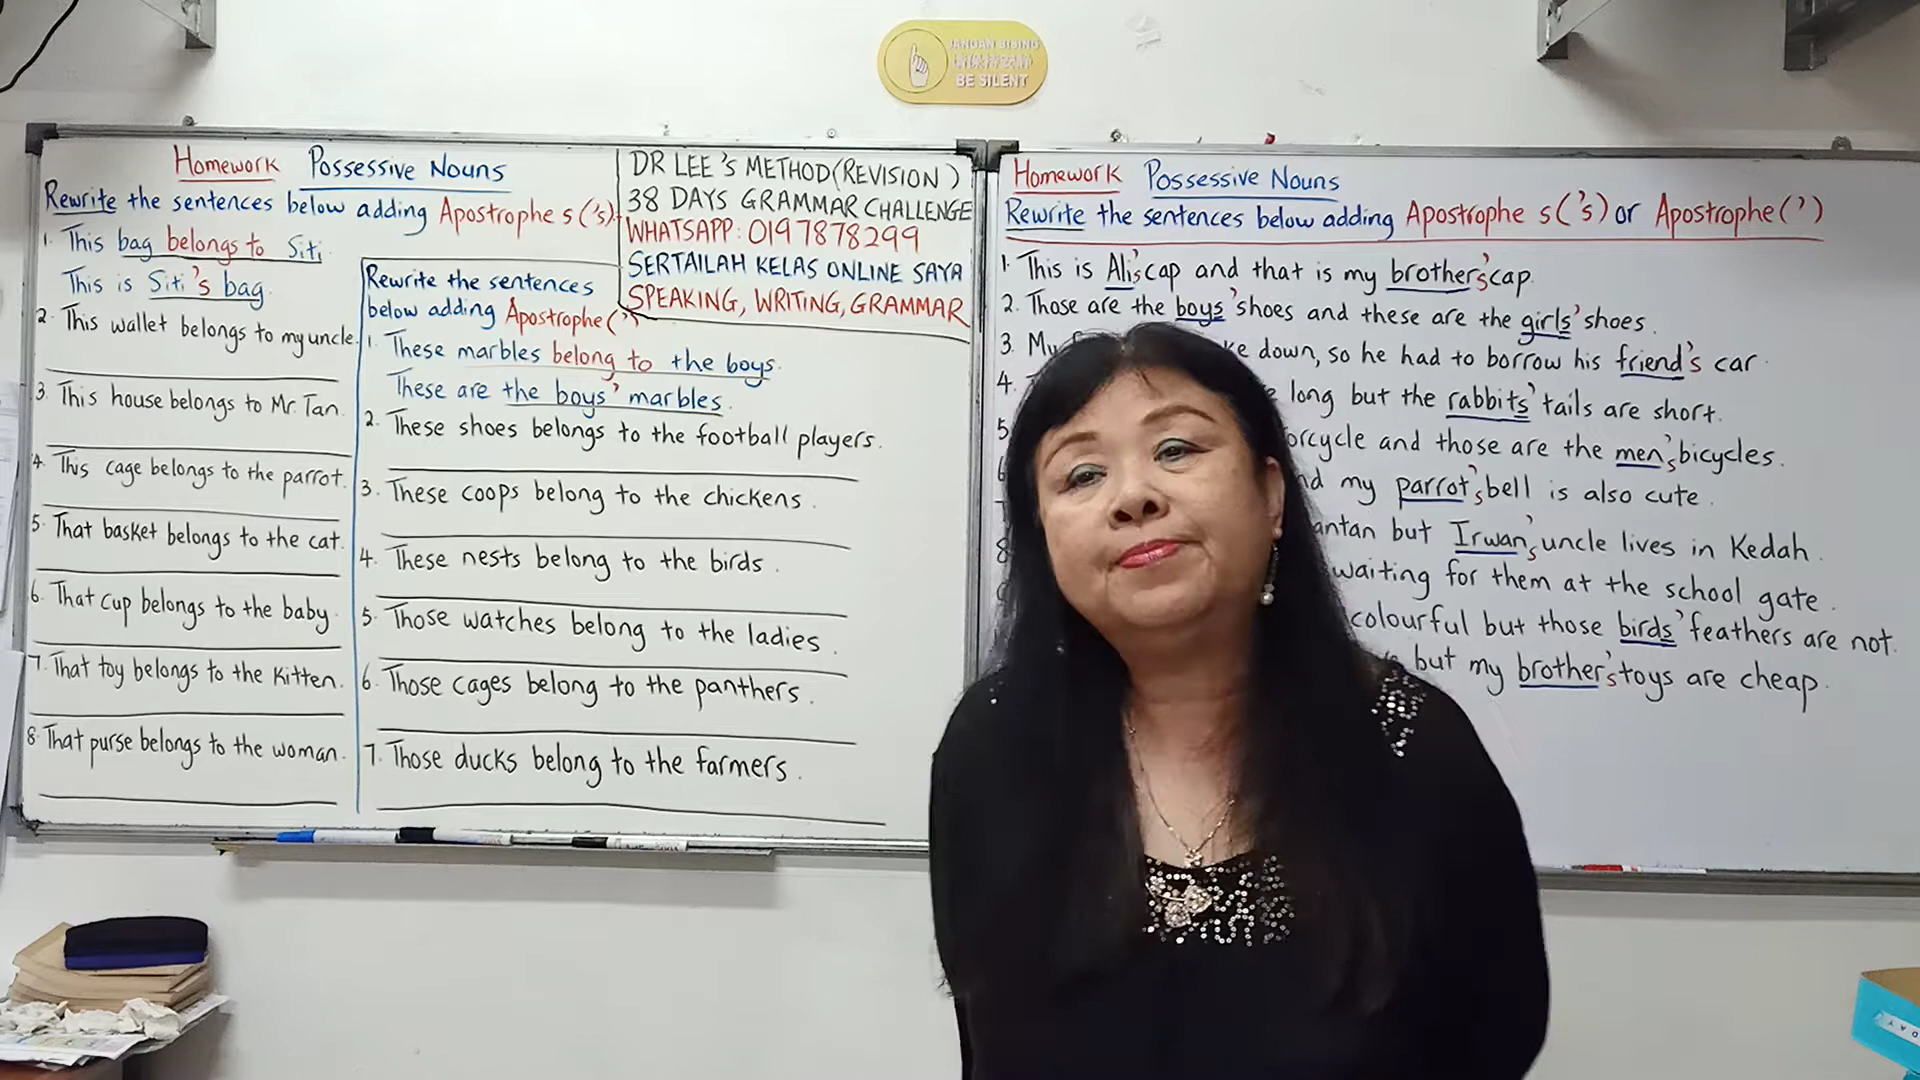 JANGAN BISING
BE SILENT
Homework Possessive Nouns
Rewrite the sentences below adding Apostrophe s ('s).
1. This bag belongs to Siti.
This is Siti's bag.
2. This wallet belongs to my uncle.
3. This house belongs to Mr. Tan.
4. This cage belongs to the parrot.
5. That basket belongs to the cat.
6. That cup belongs to the baby.
7. That toy belongs to the kitten.
8. That purse belongs to the woman.
Rewrite the sentences
below adding Apostrophe (')
1. These marbles belong to the boys.
These are the boys' marbles.
2. These shoes belongs to the football players.
3. These coops belong to the chickens.
4. These nests belong to the birds.
5. Those watches belong to the ladies.
6. Those cages belong to the panthers.
7. Those ducks belong to the farmers.
DR LEE'S METHOD (REVISION)
38 DAYS GRAMMAR CHALLENGE
WHATSAPP: 0197878299
SERTAILAH KELAS ONLINE SAYA
SPEAKING, WRITING, GRAMMAR
Homework Possessive Nouns
Rewrite the sentences below adding Apostrophe s ('s) or Apostrophe (')
1. This is Ali's cap and that is my brother's cap.
2. Those are the boys' shoes and these are the girls' shoes.
3. My down, so he had to borrow his friend's car.
4. long but the rabbits' tails are short.
5. and those are the men's bicycles.
my parrot's bell is also cute.
but Irwan's uncle lives in Kedah.
8. waiting for them at the school gate.
colourful but those birds' feathers are not.
but my brother's toys are cheap.